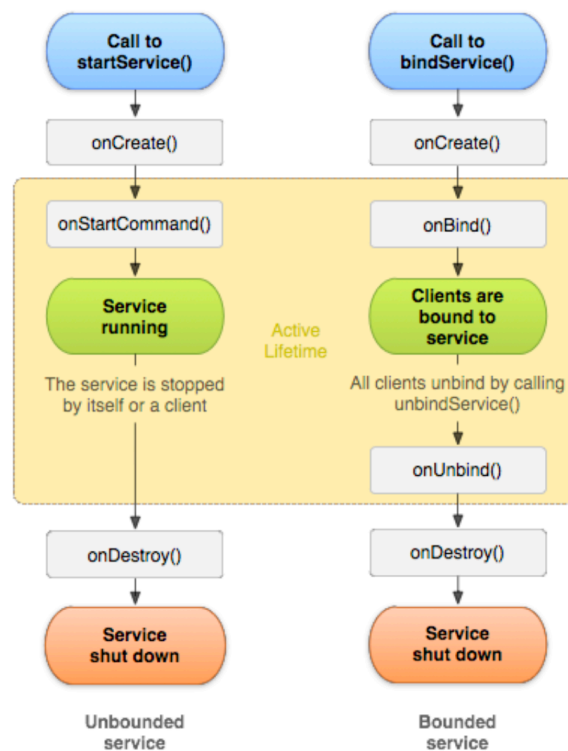 Call to
startService()
onCreate()
onStartCommand()
Service
running
The service is stopped
by itself or a client
onDestroy()
Service
shut down
Unbounded
service
Active
Lifetime
Call to
bindService()
onCreate()
onBind()
Clients are
bound to
service
All clients unbind by calling
unbindService()
onUnbind()
onDestroy()
Service
shut down
Bounded
service